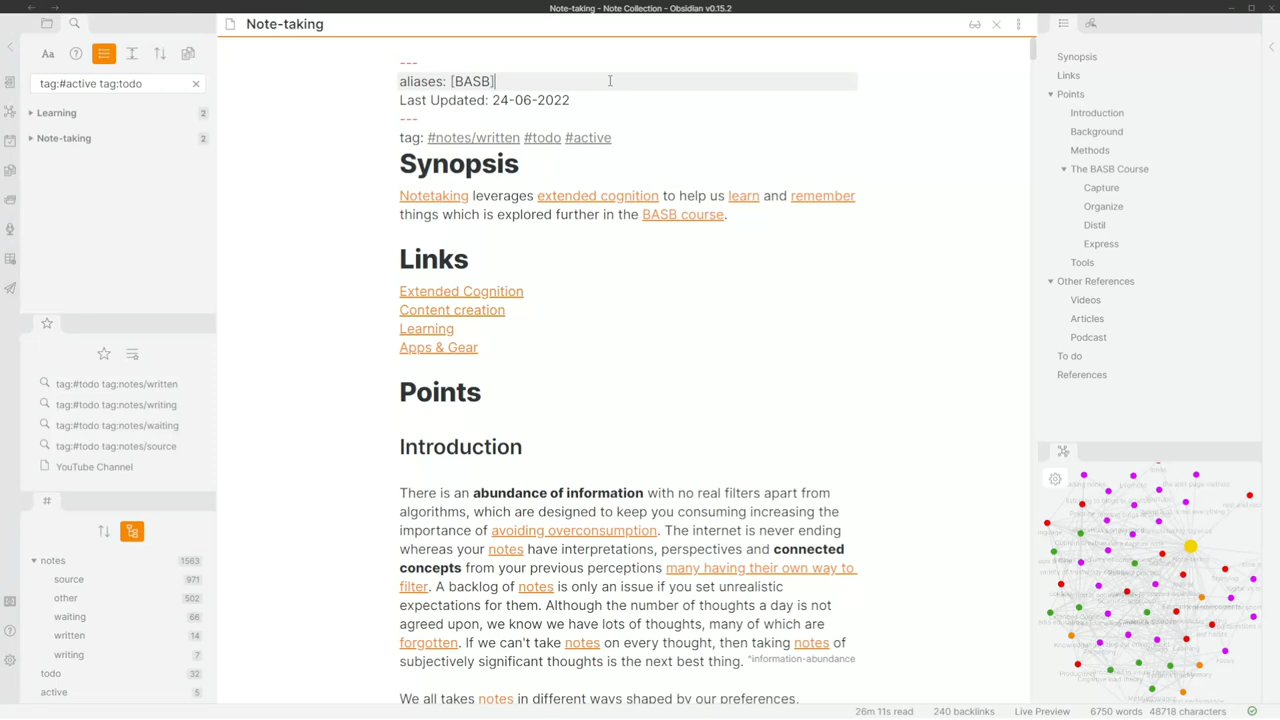 Note-taking - Note Collection - Obsidian v0.15.2
Note-taking
Aa
tag:#active tag:todo
Learning 2
Note-taking 2
tag:#todo tag:notes/written
tag:#todo tag:notes/writing
tag:#todo tag:notes/waiting
tag:#todo tag:notes/source
YouTube Channel
#
notes 1563
source 971
other 502
waiting 66
written 14
writing 7
todo 32
active 5
---
aliases: [BASB]
Last Updated: 24-06-2022
---
tag: #notes/written #todo #active
Synopsis
Notetaking leverages extended cognition to help us learn and remember
things which is explored further in the BASB course.
Links
Extended Cognition
Content creation
Learning
Apps & Gear
Points
Introduction
There is an abundance of information with no real filters apart from
algorithms, which are designed to keep you consuming increasing the
importance of avoiding overconsumption. The internet is never ending
whereas your notes have interpretations, perspectives and connected
concepts from your previous perceptions many having their own way to
filter. A backlog of notes is only an issue if you set unrealistic
expectations for them. Although the number of thoughts a day is not
agreed upon, we know we have lots of thoughts, many of which are
forgotten. If we can't take notes on every thought, then taking notes of
subjectively significant thoughts is the next best thing. ^information-abundance
We all takes notes in different ways shaped by our preferences.
Synopsis
Links
Points
Introduction
Background
Methods
The BASB Course
Capture
Organize
Distil
Express
Tools
Other References
Videos
Articles
Podcast
To do
References
26m 11s read 240 backlinks Live Preview 6750 words 48718 characters